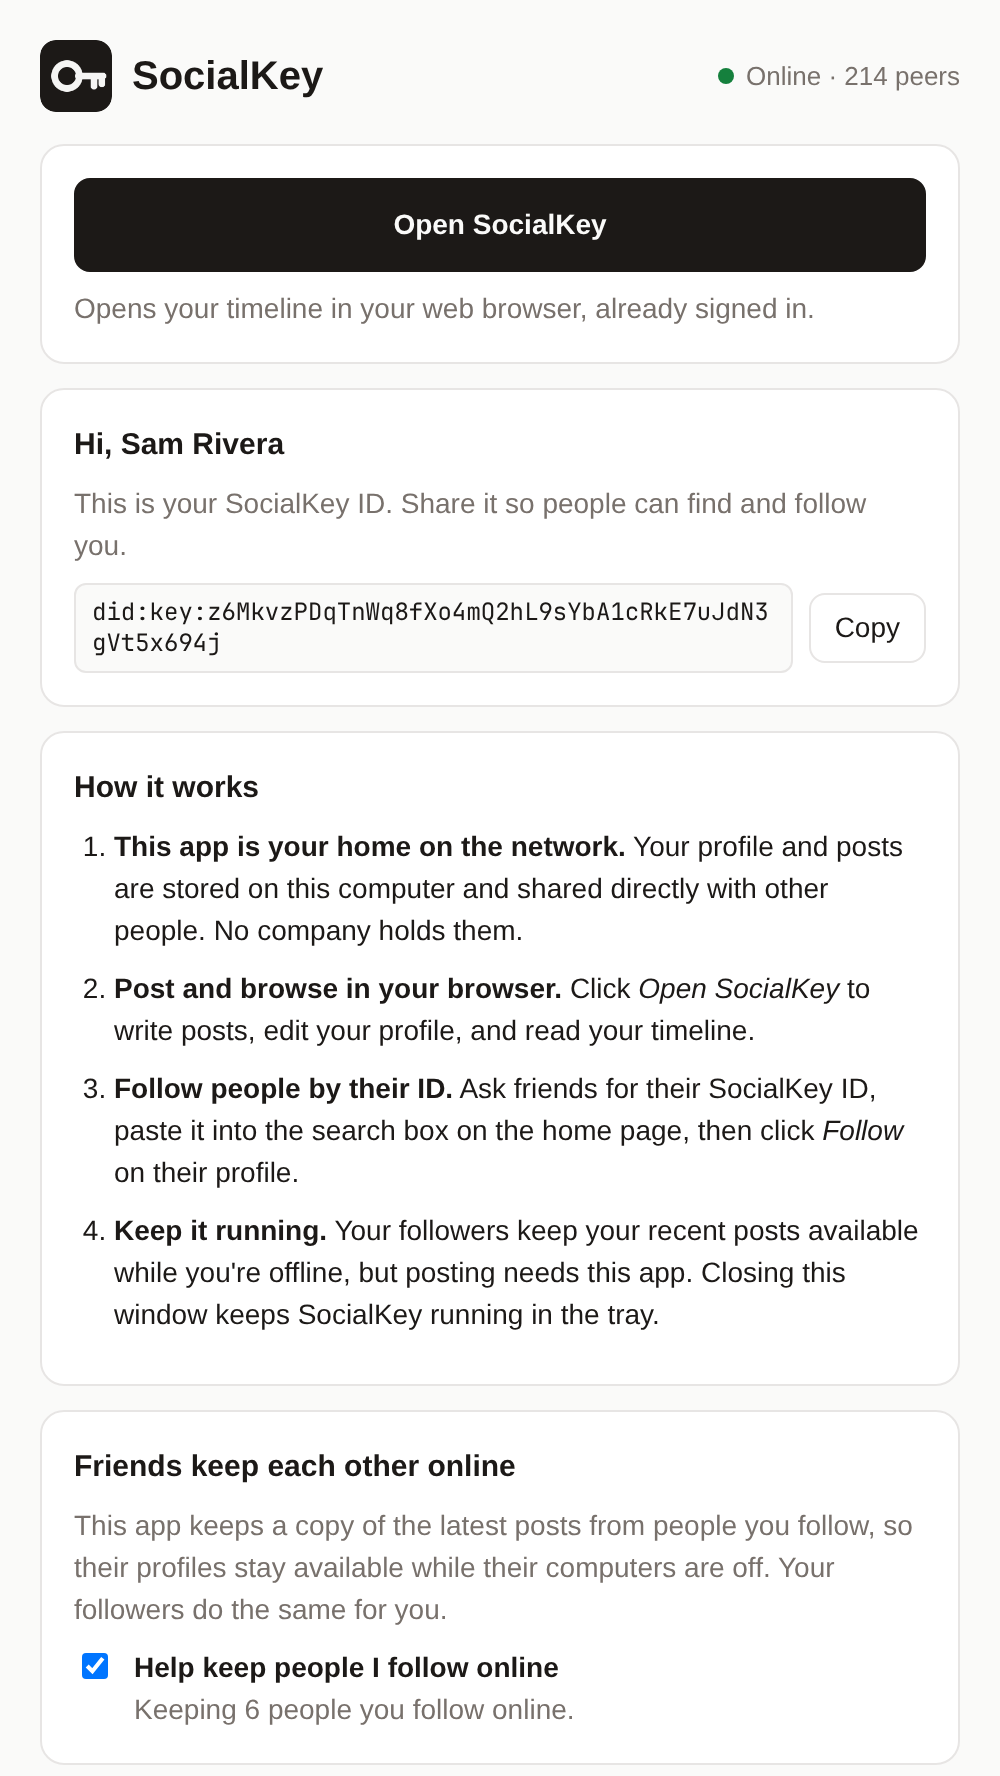 SocialKey
Online · 214 peers
Open SocialKey
Opens your timeline in your web browser, already signed in.
Hi, Sam Rivera
This is your SocialKey ID. Share it so people can find and follow
you.
did:key:z6MkvzPDqTnWq8fXo4mQ2hL9sYbA1cRkE7uJdN3
gVt5x694j
Copy
How it works
1. This app is your home on the network. Your profile and posts
are stored on this computer and shared directly with other
people. No company holds them.
2. Post and browse in your browser. Click Open SocialKey to
write posts, edit your profile, and read your timeline.
3. Follow people by their ID. Ask friends for their SocialKey ID,
paste it into the search box on the home page, then click Follow
on their profile.
4. Keep it running. Your followers keep your recent posts available
while you're offline, but posting needs this app. Closing this
window keeps SocialKey running in the tray.
Friends keep each other online
This app keeps a copy of the latest posts from people you follow, so
their profiles stay available while their computers are off. Your
followers do the same for you.
Help keep people I follow online
Keeping 6 people you follow online.